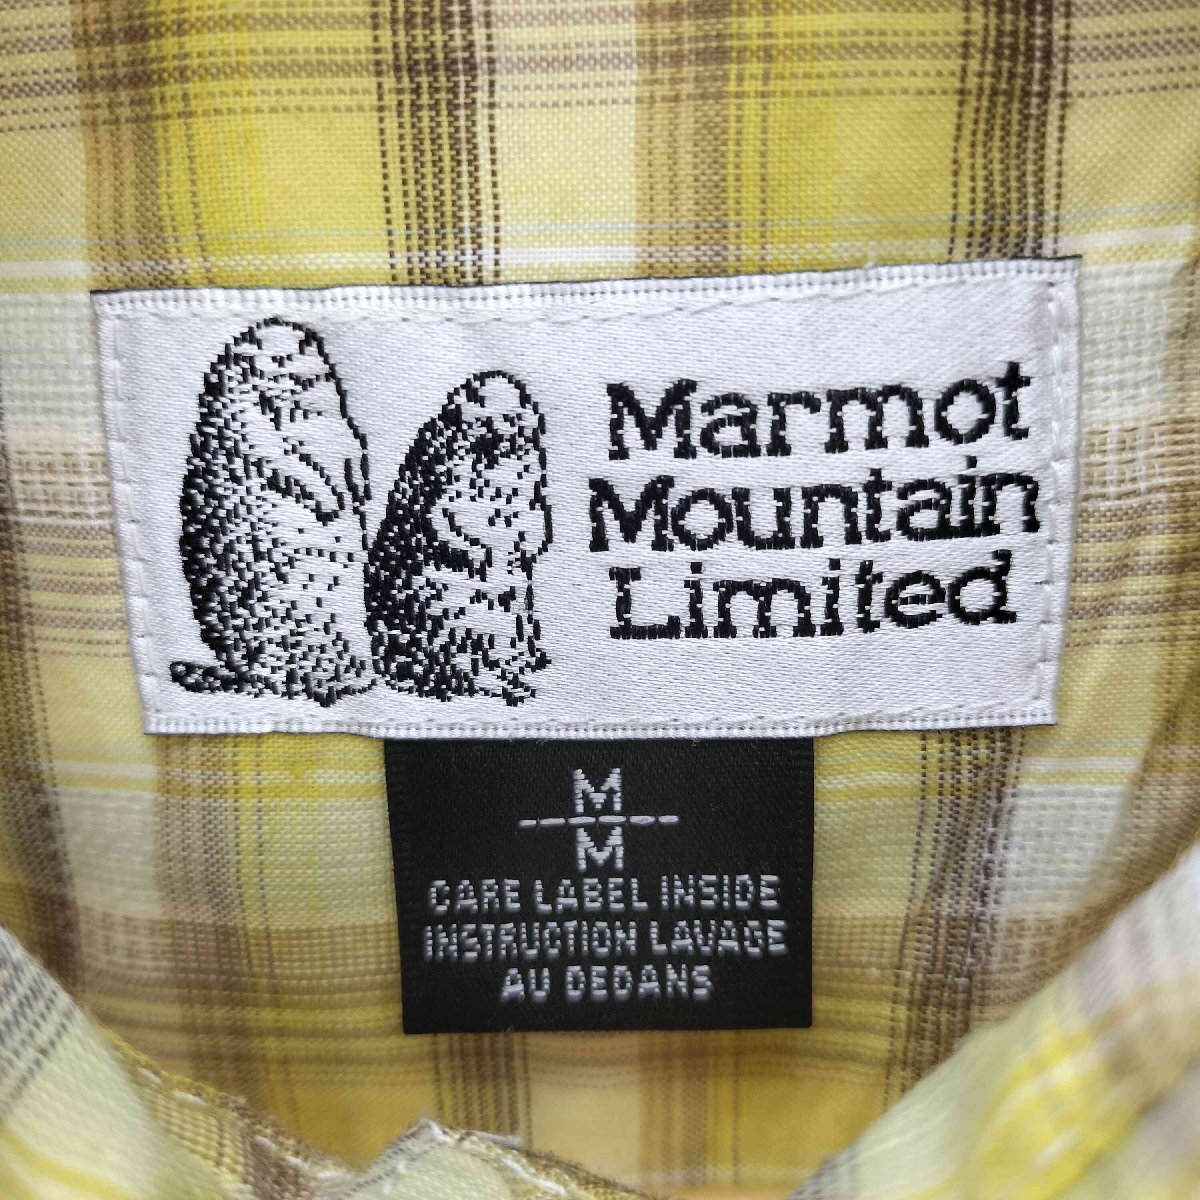 Marmot
Mountain
Limited
M
M
CARE LABEL INSIDE
INSTRUCTION LAVAGE
AU DEDANS